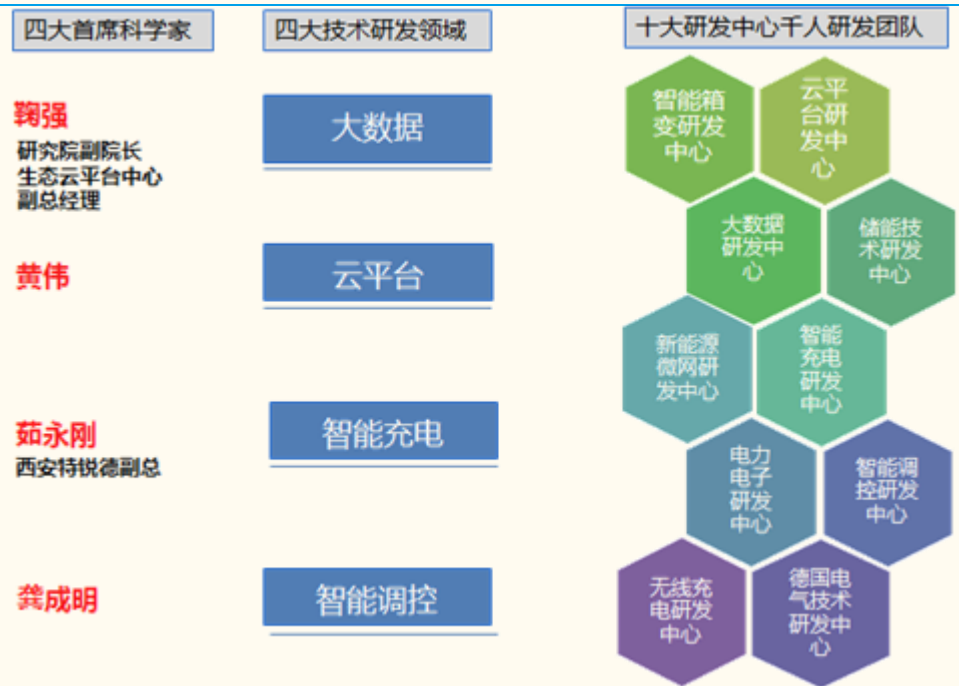 四大首席科学家
四大技术研发领域
十大研发中心千人研发团队
鞠强
研究院副院长
生态云平台中心
副总经理
黄伟
茹永刚
西安特锐德副总
龚成明
大数据
云平台
智能充电
智能调控
智能箱
变研发
中心
云平
台研
发中
心
大数据
研发中
心
储能技
术研发
中心
新能源
微网研
发中心
智能
充电
研发
中心
电力
电子
研发
中心
智能调
控研发
中心
无线充
电研发
中心
德国电
气技术
研发中
心